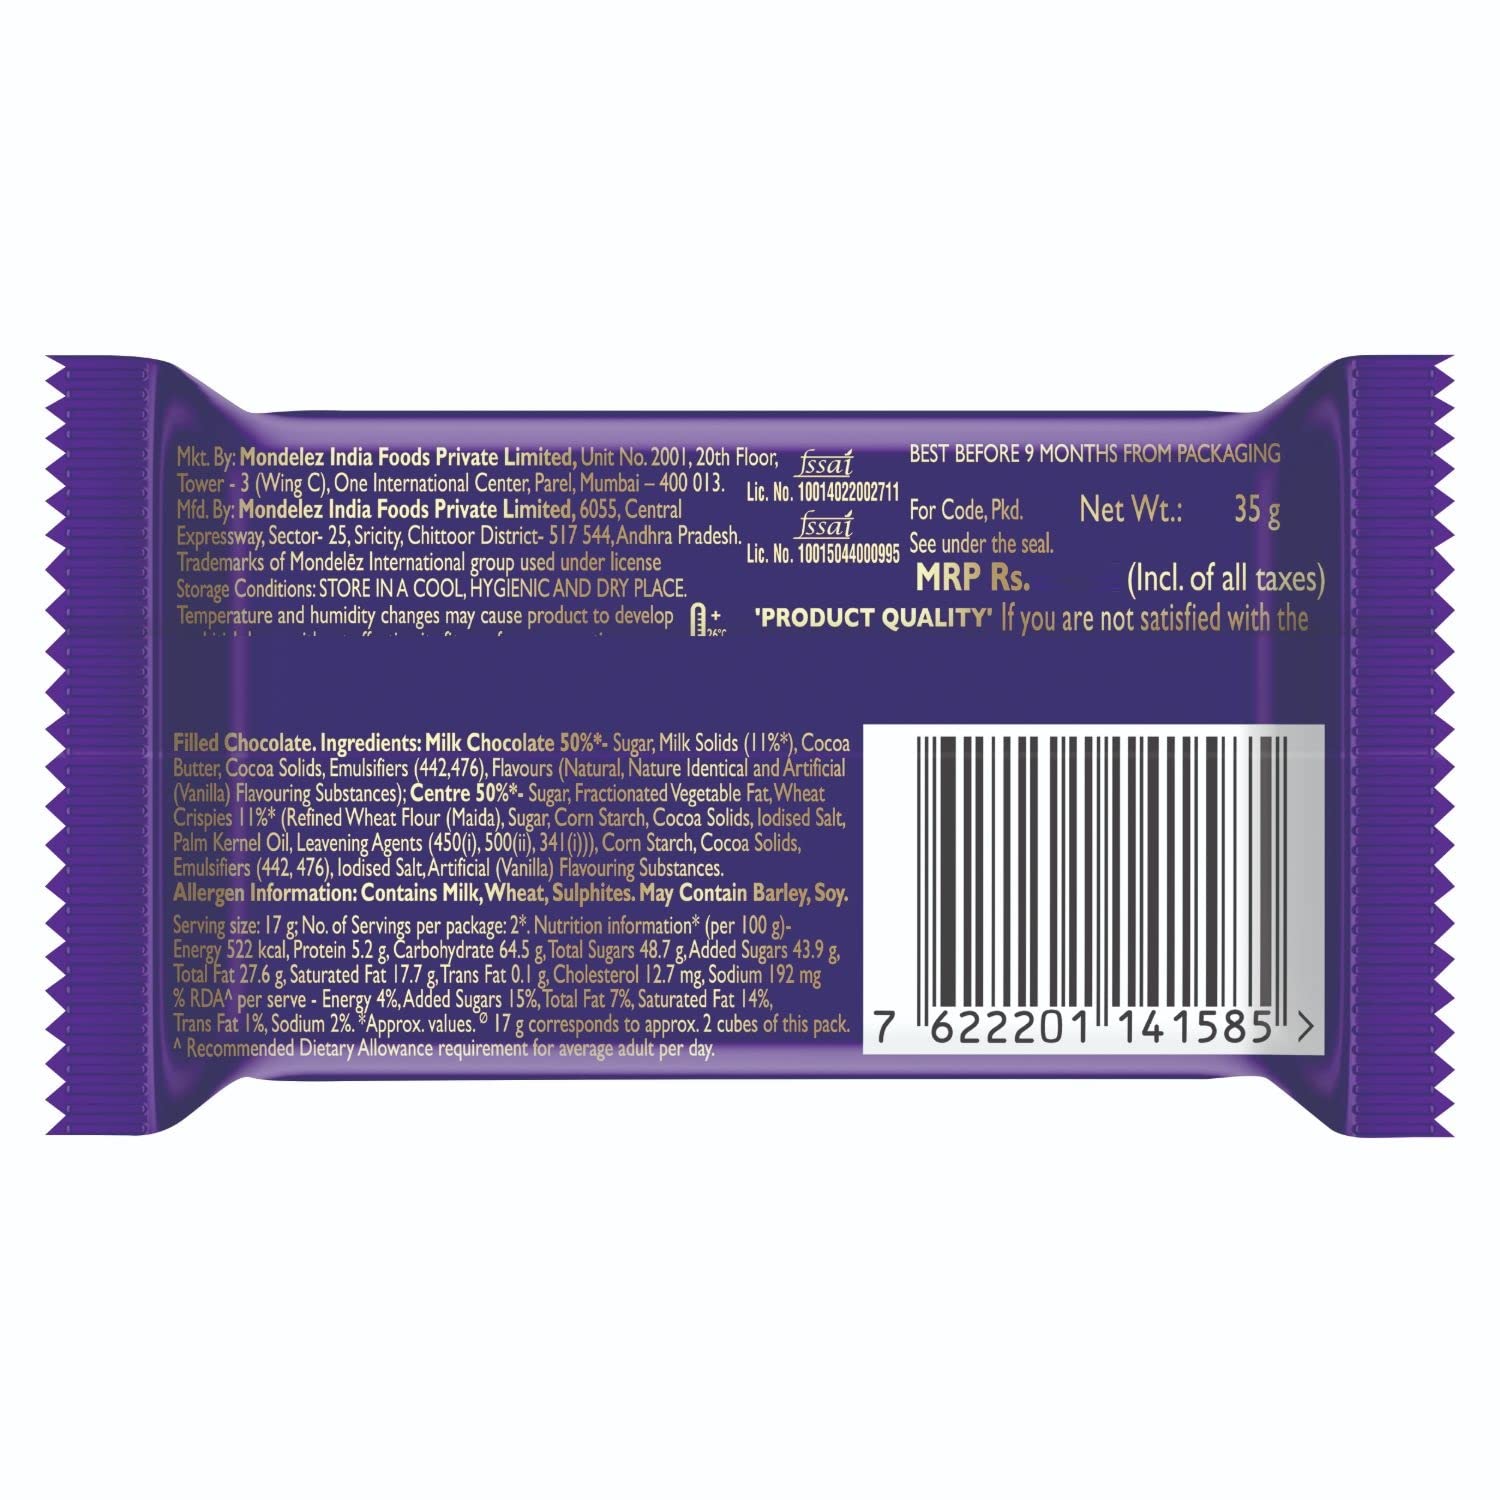 Mkt. By: Mondelez India Foods Private Limited, Unit No. 2001, 20th Floor,
Tower - 3 (Wing C), One International Center, Parel, Mumbai – 400 013.
Mfd. By: Mondelez India Foods Private Limited, 6055, Central
Expressway, Sector- 25, Sricity, Chittoor District- 517 544, Andhra Pradesh.
Trademarks of Mondelēz International group used under license
Storage Conditions: STORE IN A COOL, HYGIENIC AND DRY PLACE.
Temperature and humidity changes may cause product to develop
fssai
Lic. No. 10014022002711
fssai
Lic. No. 10015044000995
BEST BEFORE 9 MONTHS FROM PACKAGING
For Code, Pkd. Net Wt.: 35 g
See under the seal.
MRP Rs. (Incl. of all taxes)
'PRODUCT QUALITY' If you are not satisfied with the
Filled Chocolate. Ingredients: Milk Chocolate 50%*- Sugar, Milk Solids (11%*), Cocoa
Butter, Cocoa Solids, Emulsifiers (442,476), Flavours (Natural, Nature Identical and Artificial
(Vanilla) Flavouring Substances); Centre 50%*- Sugar, Fractionated Vegetable Fat, Wheat
Crispies 11%* (Refined Wheat Flour (Maida), Sugar, Corn Starch, Cocoa Solids, Iodised Salt,
Palm Kernel Oil, Leavening Agents (450(i), 500(ii), 341(i))), Corn Starch, Cocoa Solids,
Emulsifiers (442, 476), Iodised Salt, Artificial (Vanilla) Flavouring Substances.
Allergen Information: Contains Milk, Wheat, Sulphites. May Contain Barley, Soy.
Serving size: 17 g, No. of Servings per package: 2*. Nutrition information* (per 100 g)-
Energy 522 kcal, Protein 5.2 g, Carbohydrate 64.5 g, Total Sugars 48.7 g, Added Sugars 43.9 g,
Total Fat 27.6 g, Saturated Fat 17.7 g, Trans Fat 0.1 g, Cholesterol 12.7 mg, Sodium 192 mg
% RDA^ per serve - Energy 4%, Added Sugars 15%, Total Fat 7%, Saturated Fat 14%,
Trans Fat 1%, Sodium 2%. *Approx. values. ø 17 g corresponds to approx. 2 cubes of this pack.
^ Recommended Dietary Allowance requirement for average adult per day.
7 622201 141585 >